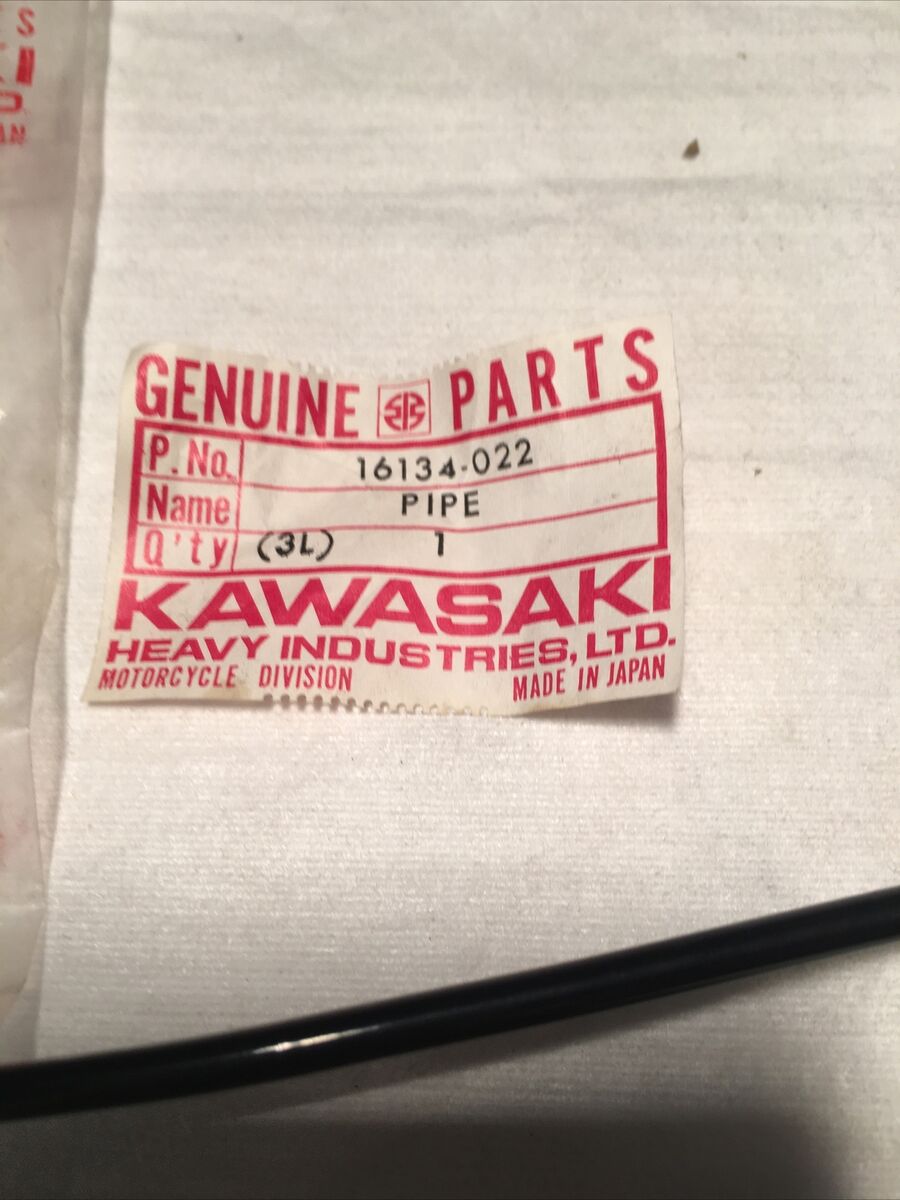 S
AN
GENUINE PARTS
P.No. 16134-022
Name PIPE
Q'ty (3L) 1
KAWASAKI
HEAVY INDUSTRIES, LTD.
MOTORCYCLE DIVISION MADE IN JAPAN